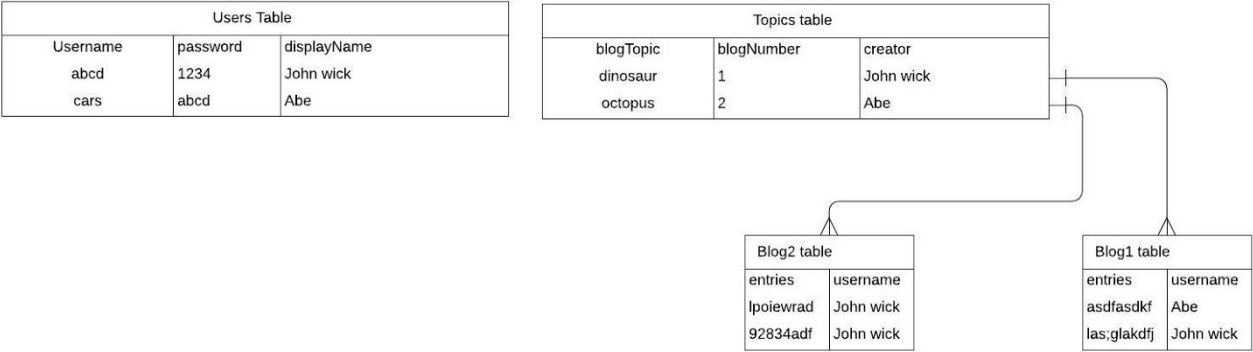 Users Table
Username password displayName
abcd 1234 John wick
cars abcd Abe
Topics table
blogTopic blogNumber creator
dinosaur 1 John wick
octopus 2 Abe
Blog2 table
entries username
lpoiewrad John wick
92834adf John wick
Blog1 table
entries username
asdfasdkf Abe
las;glakdfj John wick